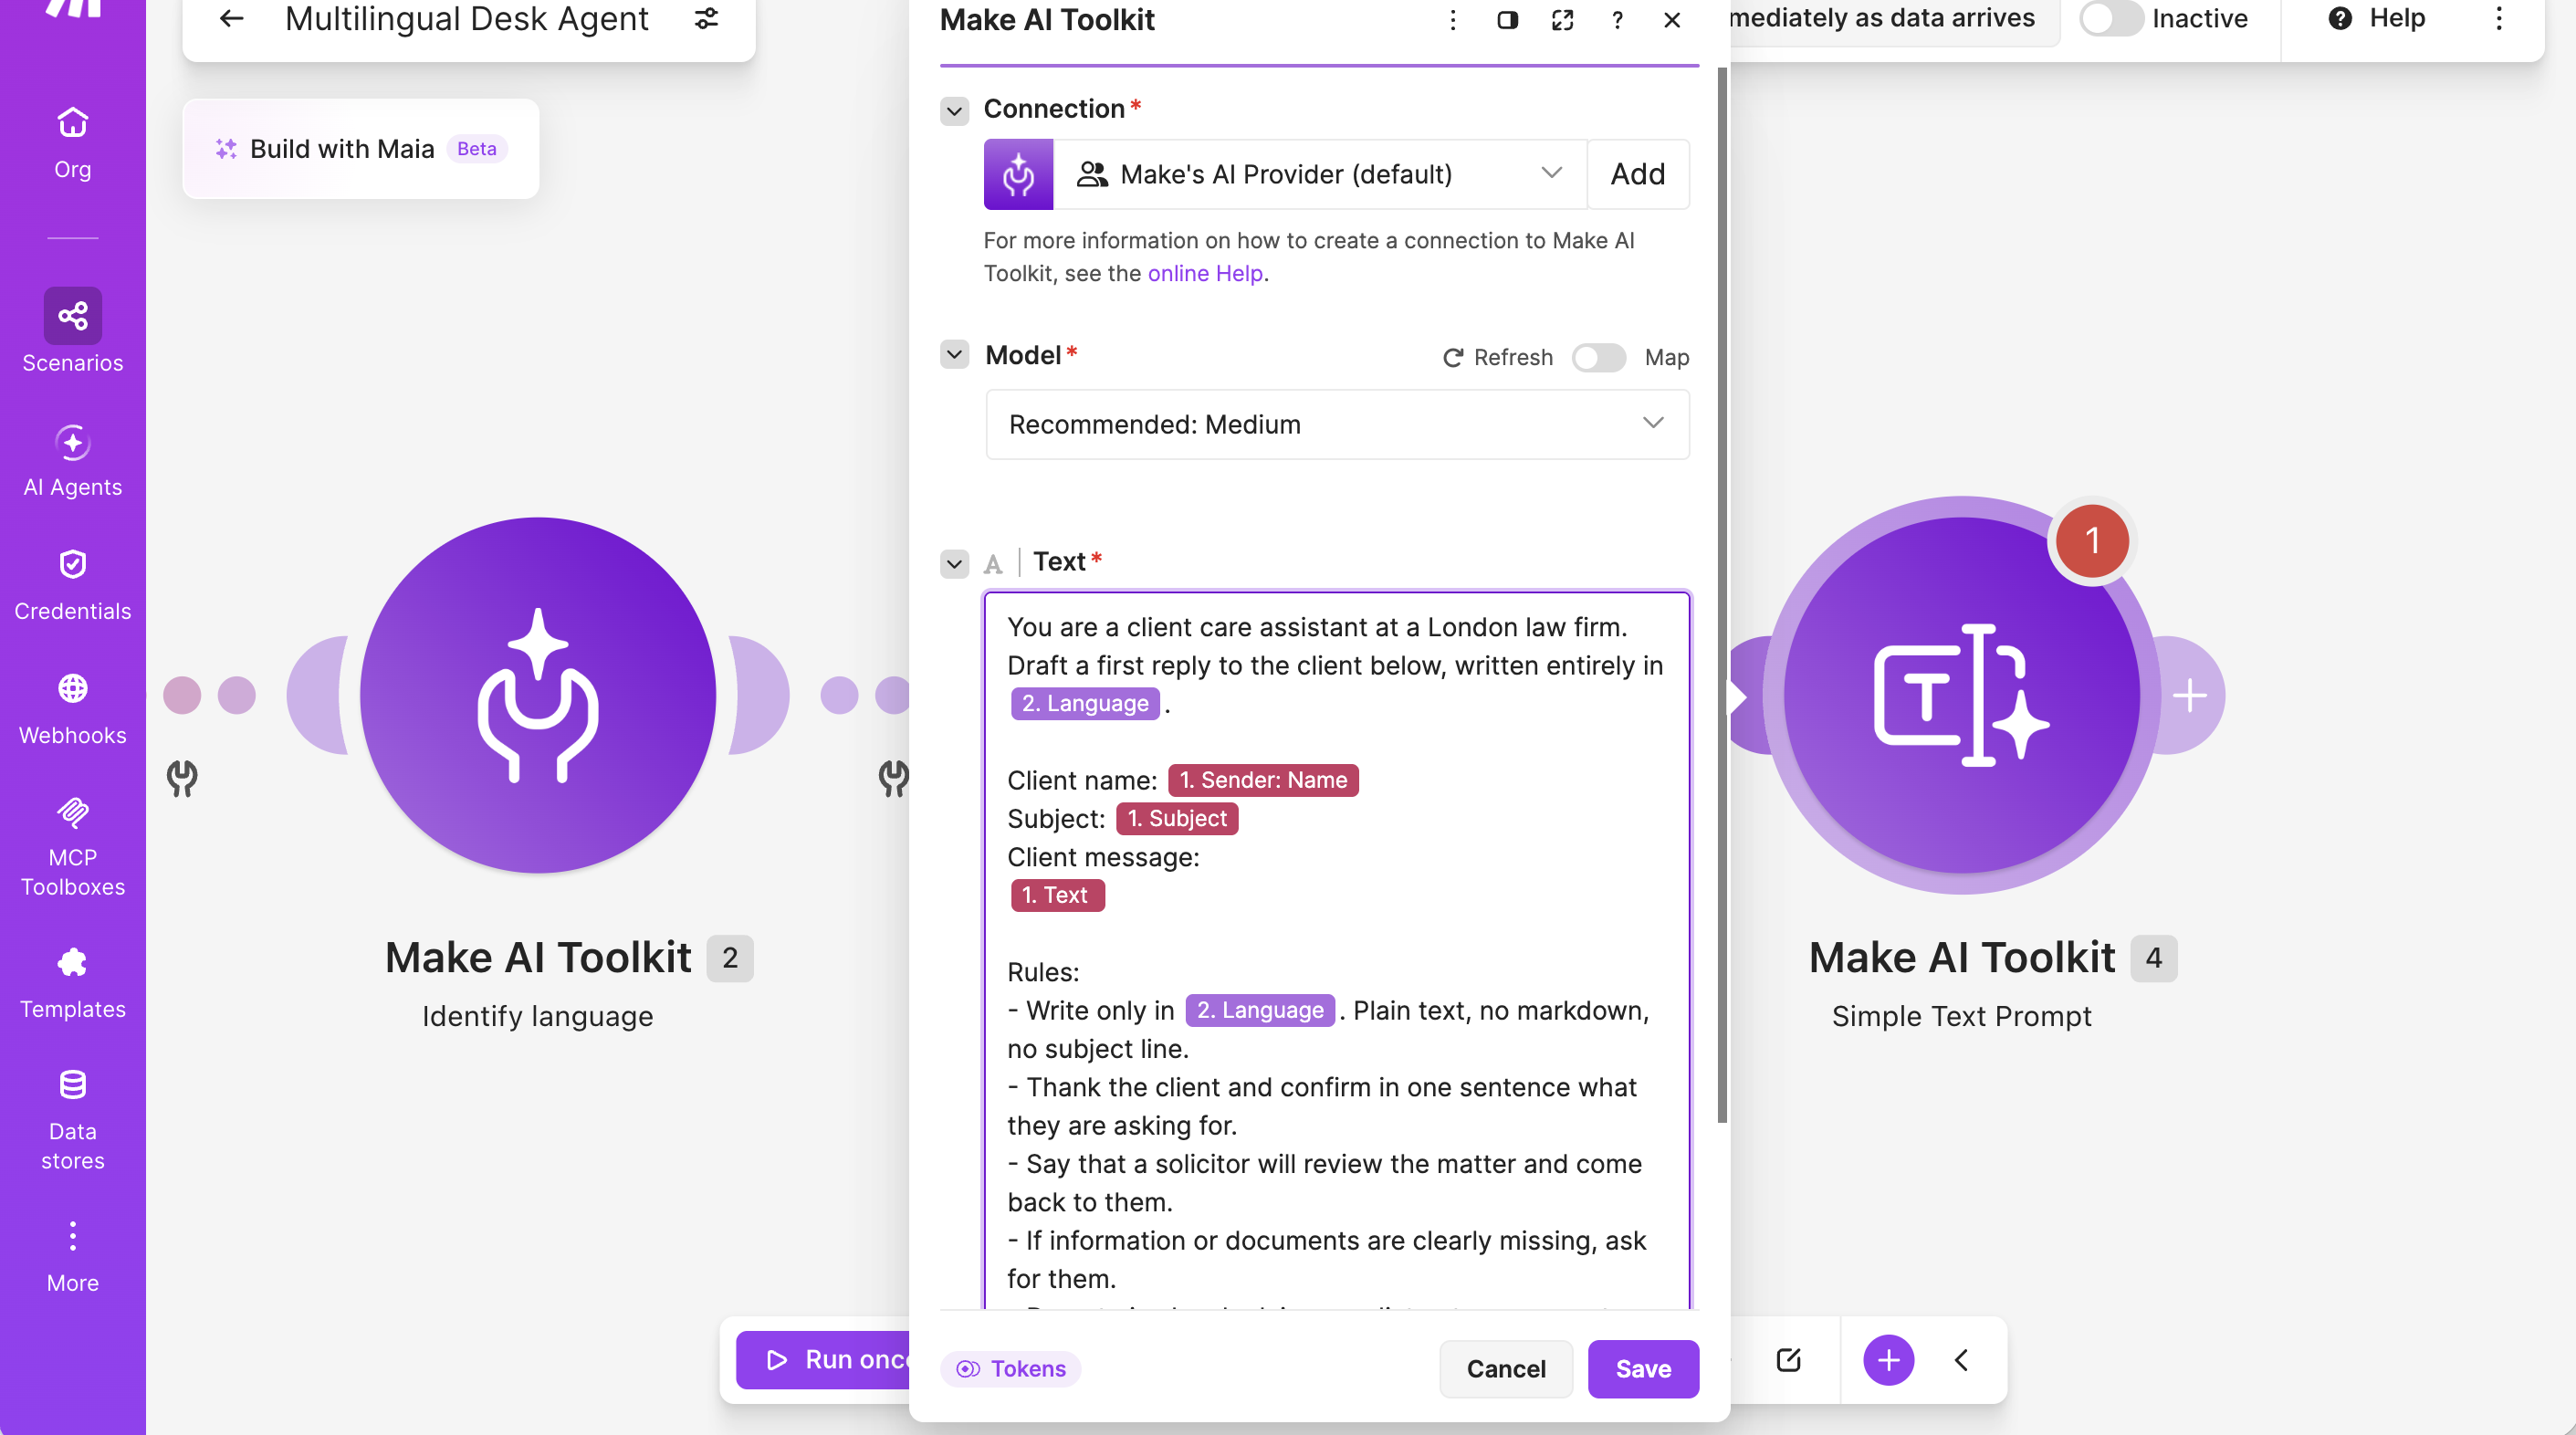 Multilingual Desk Agent
Make AI Toolkit
mediately as data arrives
Inactive
Help
Org
Scenarios
AI Agents
Credentials
Webhooks
MCP
Toolboxes
Templates
Data
stores
More
Build with Maia Beta
Connection *
Make's AI Provider (default)
Add
For more information on how to create a connection to Make AI
Toolkit, see the online Help.
Model *
Refresh
Map
Recommended: Medium
A Text *
You are a client care assistant at a London law firm.
Draft a first reply to the client below, written entirely in
2. Language .
Client name: 1. Sender: Name
Subject: 1. Subject
Client message:
1. Text
Rules:
- Write only in 2. Language . Plain text, no markdown,
no subject line.
- Thank the client and confirm in one sentence what
they are asking for.
- Say that a solicitor will review the matter and come
back to them.
- If information or documents are clearly missing, ask
for them.
Tokens
Cancel
Save
Make AI Toolkit 2
Identify language
1
Make AI Toolkit 4
Simple Text Prompt
Run once